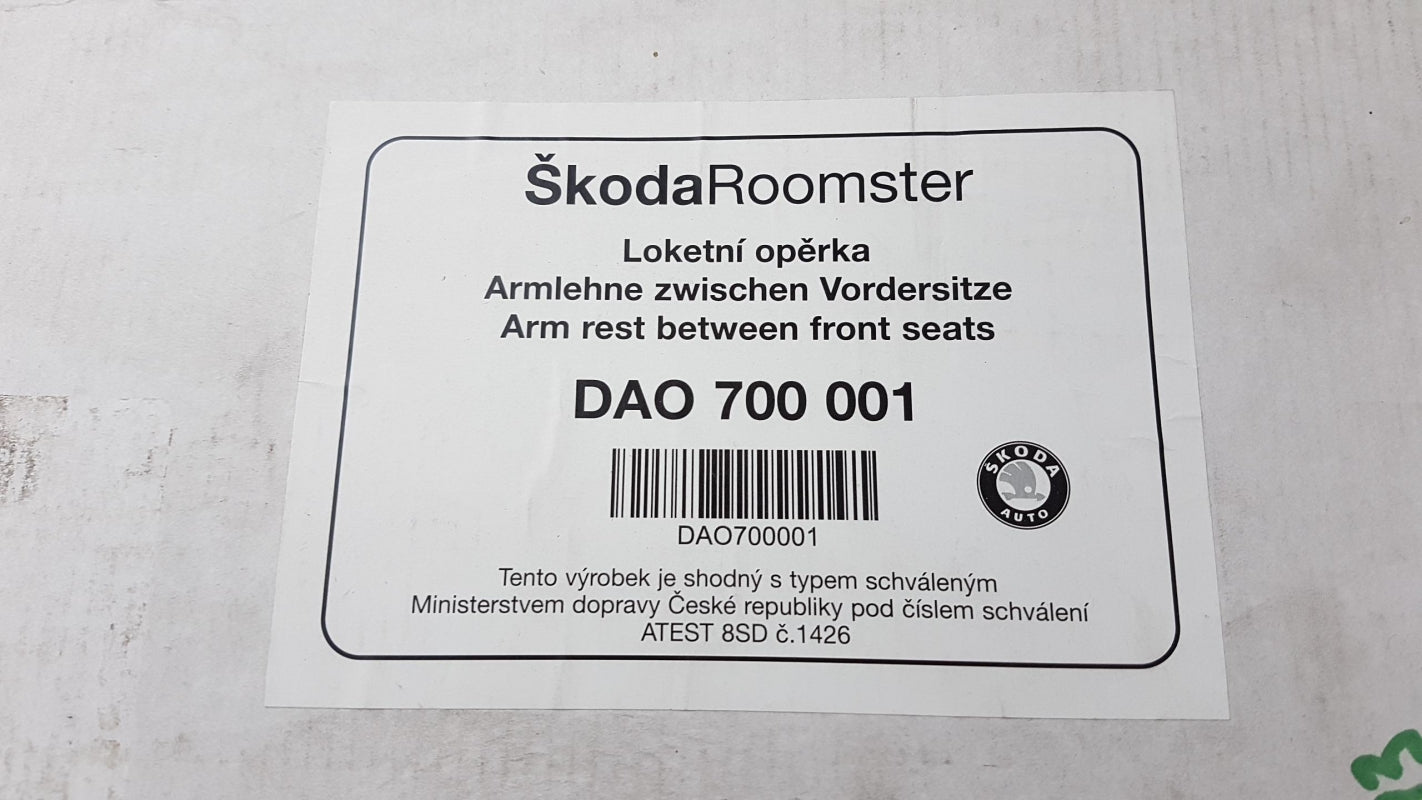 ŠkodaRoomster
Loketní opěrka
Armlehne zwischen Vordersitze
Arm rest between front seats
DAO 700 001
DAO700001
ŠKODA
AUTO
Tento výrobek je shodný s typem schváleným
Ministerstvem dopravy České republiky pod číslem schválení
ATEST 8SD č.1426